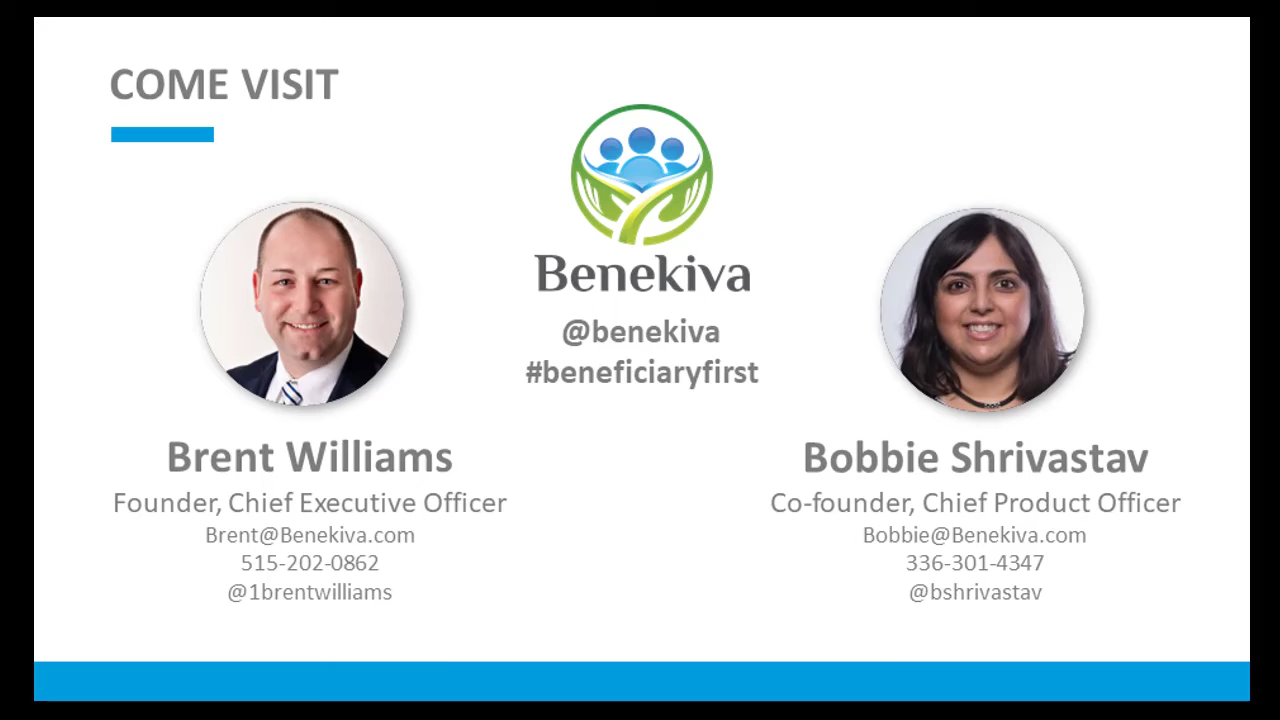 COME VISIT
Benekiva
@benekiva
#beneficiaryfirst
Brent Williams
Founder, Chief Executive Officer
Brent@Benekiva.com
515-202-0862
@1brentwilliams
Bobbie Shrivastav
Co-founder, Chief Product Officer
Bobbie@Benekiva.com
336-301-4347
@bshrivastav